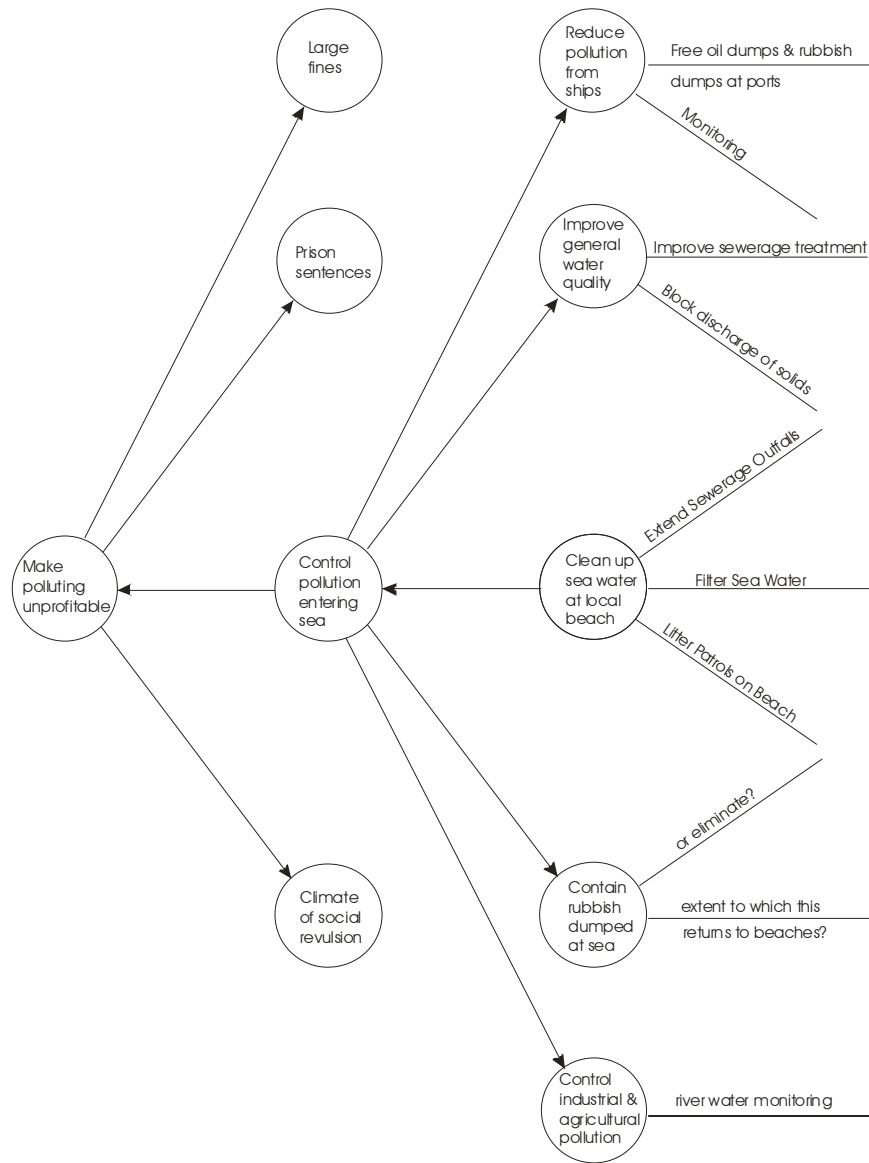 Large
fines
Reduce
pollution
from
ships
Free oil dumps & rubbish
dumps at ports
Monitoring
Prison
sentences
Improve
general
water
quality
Improve sewerage treatment
Block discharge of solids
Extend Sewerage Outfalls
Make
polluting
unprofitable
Control
pollution
entering
sea
Clean up
sea water
at local
beach
Filter Sea Water
Litter Patrols on Beach
or eliminate?
Climate
of social
revulsion
Contain
rubbish
dumped
at sea
extent to which this
returns to beaches?
Control
industrial &
agricultural
pollution
river water monitoring